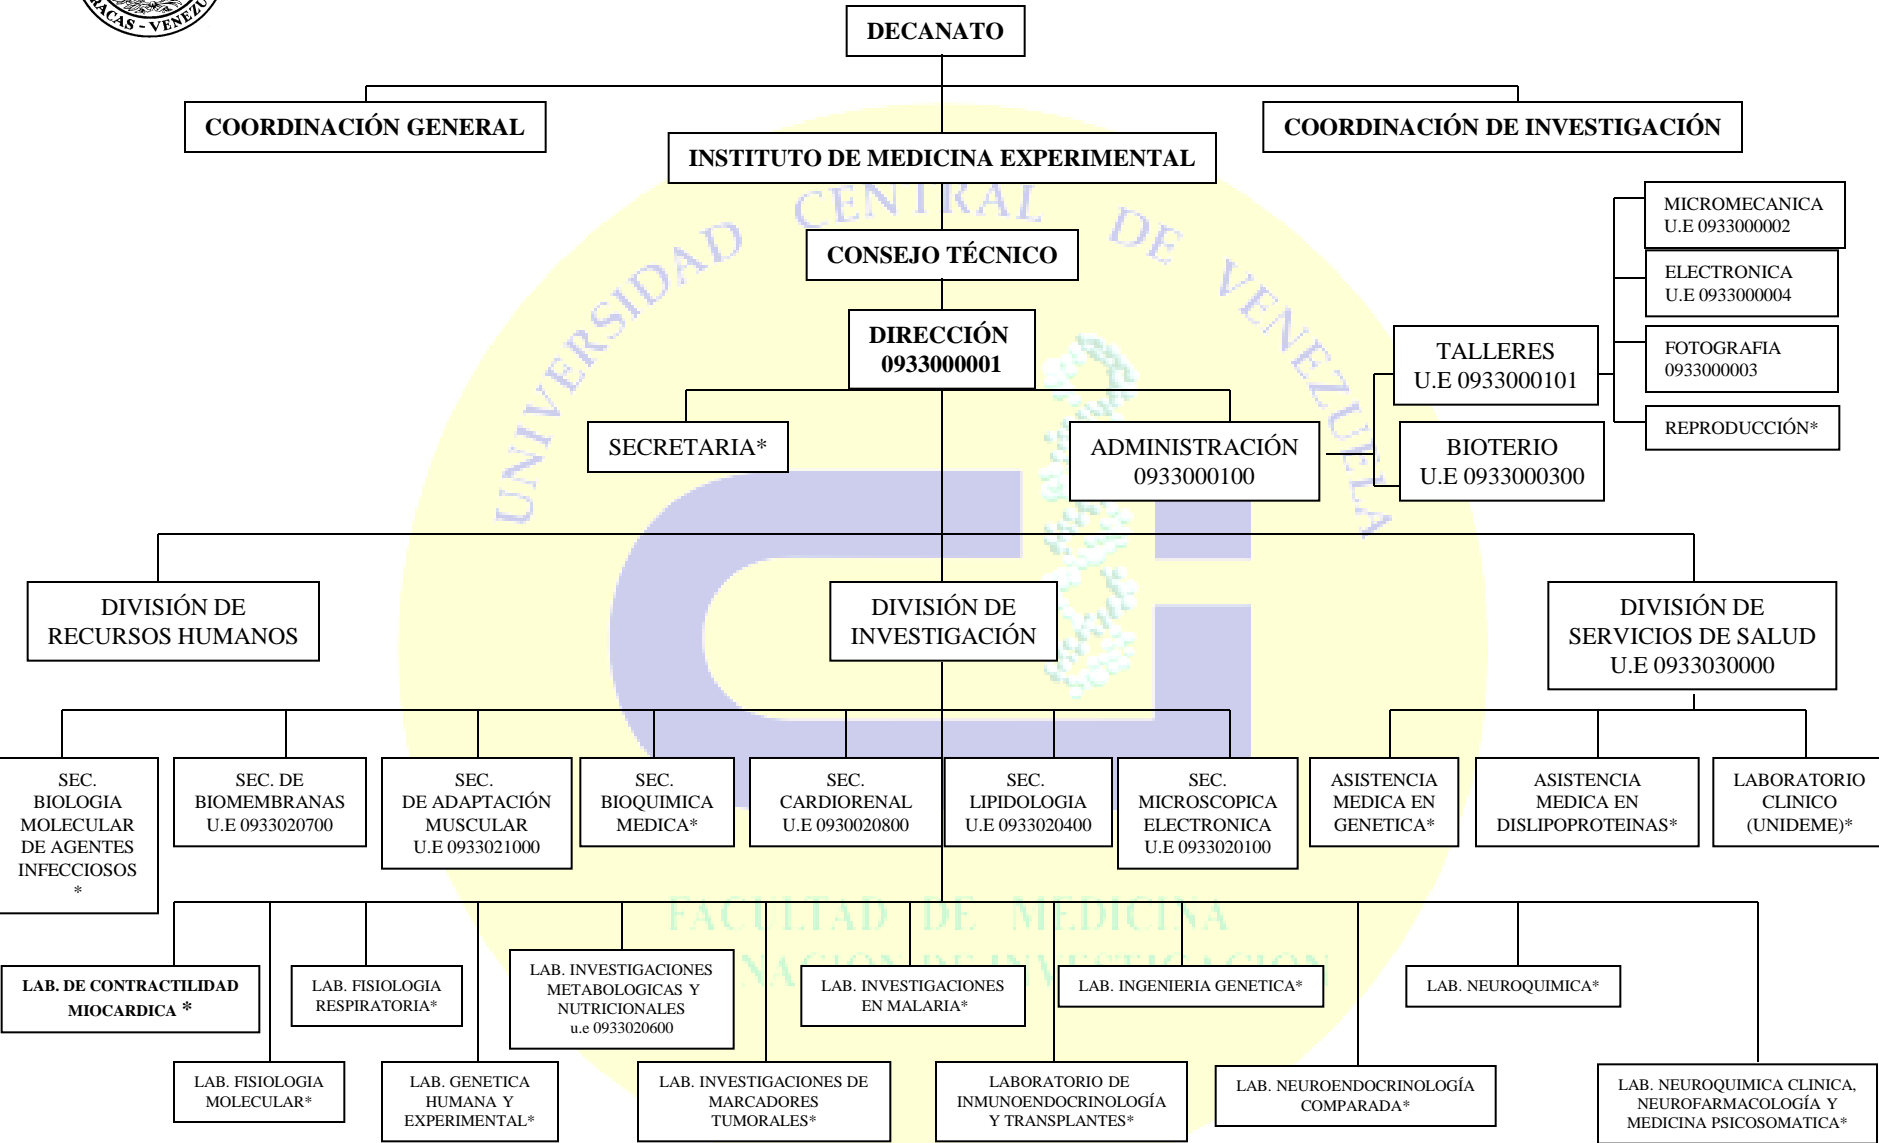 CARACAS - VENEZU
DECANATO
COORDINACIÓN GENERAL
COORDINACIÓN DE INVESTIGACIÓN
INSTITUTO DE MEDICINA EXPERIMENTAL
UNIVERSIDAD CENTRAL DE VENEZUELA
CONSEJO TÉCNICO
DIRECCIÓN
0933000001
MICROMECANICA
U.E 0933000002
ELECTRONICA
U.E 0933000004
FOTOGRAFIA
0933000003
REPRODUCCIÓN*
TALLERES
U.E 0933000101
SECRETARIA*
ADMINISTRACIÓN
0933000100
BIOTERIO
U.E 0933000300
DIVISIÓN DE
RECURSOS HUMANOS
DIVISIÓN DE
INVESTIGACIÓN
DIVISIÓN DE
SERVICIOS DE SALUD
U.E 0933030000
SEC.
BIOLOGIA
MOLECULAR
DE AGENTES
INFECCIOSOS
*
SEC. DE
BIOMEMBRANAS
U.E 0933020700
SEC.
DE ADAPTACIÓN
MUSCULAR
U.E 0933021000
SEC.
BIOQUIMICA
MEDICA*
SEC.
CARDIORENAL
U.E 0930020800
SEC.
LIPIDOLOGIA
U.E 0933020400
SEC.
MICROSCOPICA
ELECTRONICA
U.E 0933020100
ASISTENCIA
MEDICA EN
GENETICA*
ASISTENCIA
MEDICA EN
DISLIPOPROTEINAS*
LABORATORIO
CLINICO
(UNIDEME)*
FACULTAD DE MEDICINA
LAB. DE CONTRACTILIDAD
MIOCARDICA *
LAB. FISIOLOGIA
RESPIRATORIA*
LAB. INVESTIGACIONES
METABOLOGICAS Y
NUTRICIONALES
u.e 0933020600
LAB. INVESTIGACIONES
EN MALARIA*
LAB. INGENIERIA GENETICA*
LAB. NEUROQUIMICA*
LAB. FISIOLOGIA
MOLECULAR*
LAB. GENETICA
HUMANA Y
EXPERIMENTAL*
LAB. INVESTIGACIONES DE
MARCADORES
TUMORALES*
LABORATORIO DE
INMUNOENDOCRINOLOGÍA
Y TRANSPLANTES*
LAB. NEUROENDOCRINOLOGÍA
COMPARADA*
LAB. NEUROQUIMICA CLINICA,
NEUROFARMACOLOGÍA Y
MEDICINA PSICOSOMATICA*